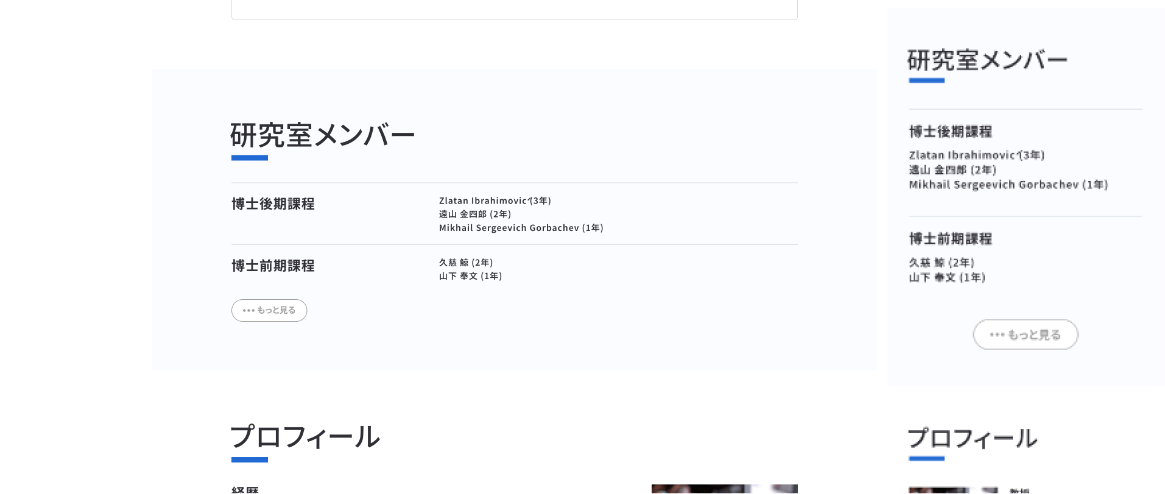 研究室メンバー
博士後期課程
Zlatan Ibrahimović(3年)
遠山 金四郎 (2年)
Mikhail Sergeevich Gorbachev (1年)
博士前期課程
久慈 鯨 (2年)
山下 奉文 (1年)
••• もっと見る
プロフィール
経歴
研究室メンバー
博士後期課程
Zlatan Ibrahimović(3年)
遠山 金四郎 (2年)
Mikhail Sergeevich Gorbachev (1年)
博士前期課程
久慈 鯨 (2年)
山下 奉文 (1年)
••• もっと見る
プロフィール